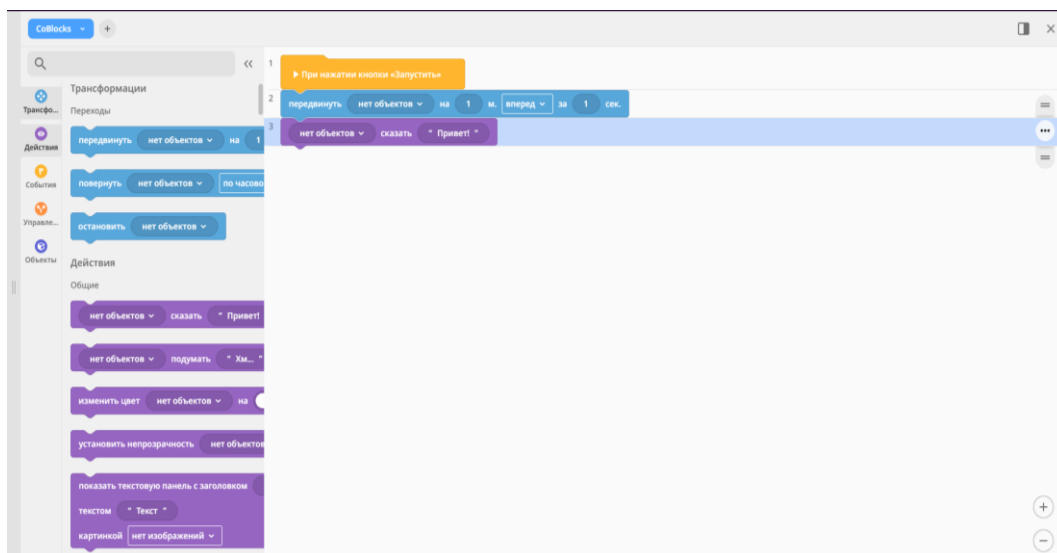 CoBlocks
+
Трансфо...
Действия
События
Управле...
Объекты
Трансформации
Переходы
передвинуть нет объектов на 1
повернуть нет объектов по часово
остановить нет объектов
Действия
Общие
нет объектов сказать " Привет!
нет объектов подумать " Хм... "
изменить цвет нет объектов на
установить непрозрачность нет объектов
показать текстовую панель с заголовком
текстом " Текст "
картинкой нет изображений
1
При нажатии кнопки «Запустить»
2
передвинуть нет объектов на 1 м. вперед за 1 сек.
3
нет объектов сказать " Привет! "